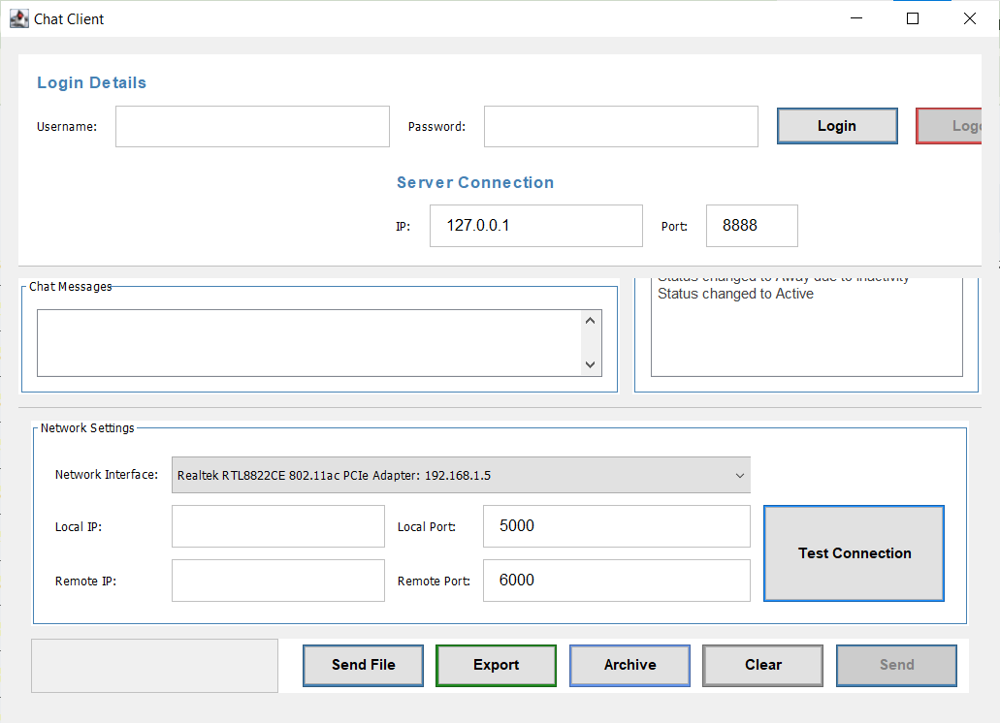 Chat Client
Login Details
Username:
Password:
Login
Server Connection
IP:
127.0.0.1
Port:
8888
Chat Messages
Status changed to Away due to inactivity
Status changed to Active
Network Settings
Network Interface:
Realtek RTL8822CE 802.11ac PCIe Adapter: 192.168.1.5
Local IP:
Local Port:
5000
Test Connection
Remote IP:
Remote Port:
6000
Send File
Export
Archive
Clear
Send